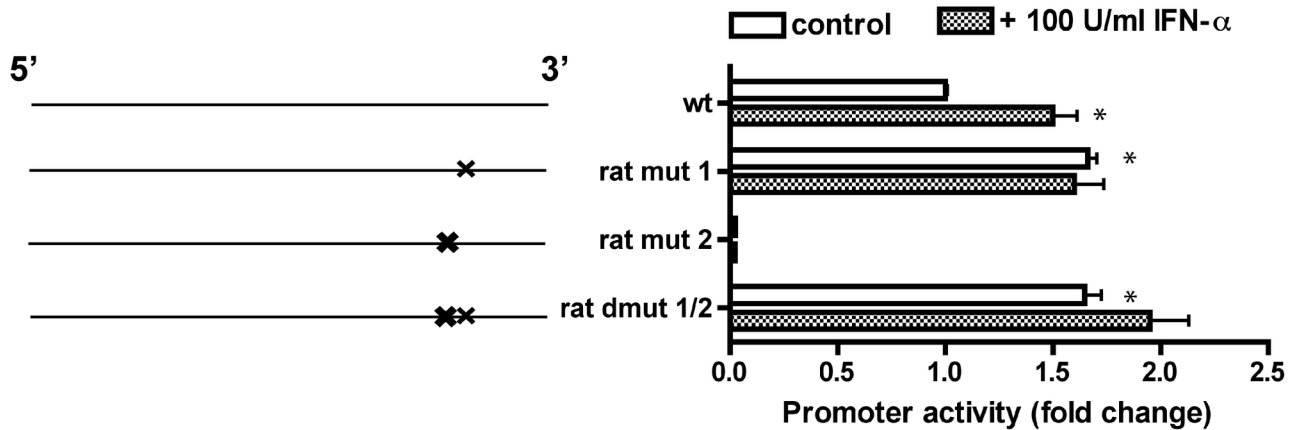 control + 100 U/ml IFN-α
5’ 3’
wt *
rat mut 1 *
rat mut 2
rat dmut 1/2 *
0.0 0.5 1.0 1.5 2.0 2.5
Promoter activity (fold change)